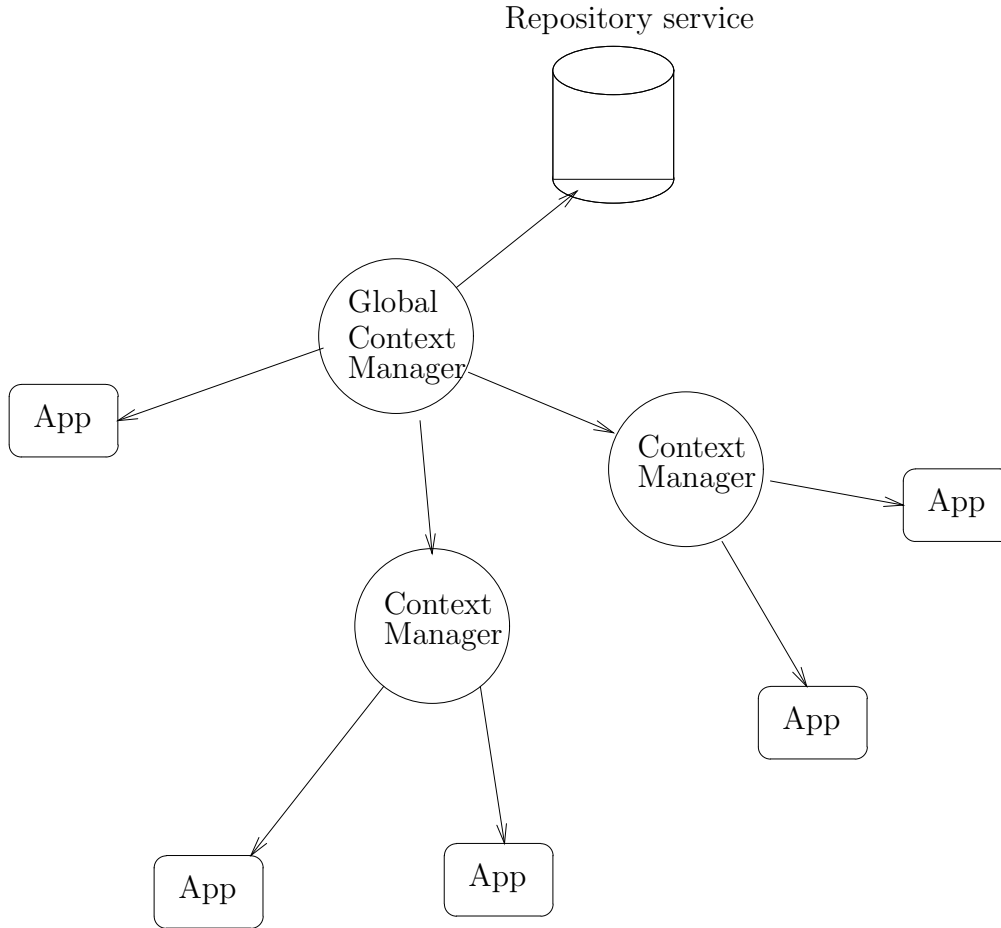 Repository service
Global
Context
Manager
App
Context
Manager
App
Context
Manager
App
App
App